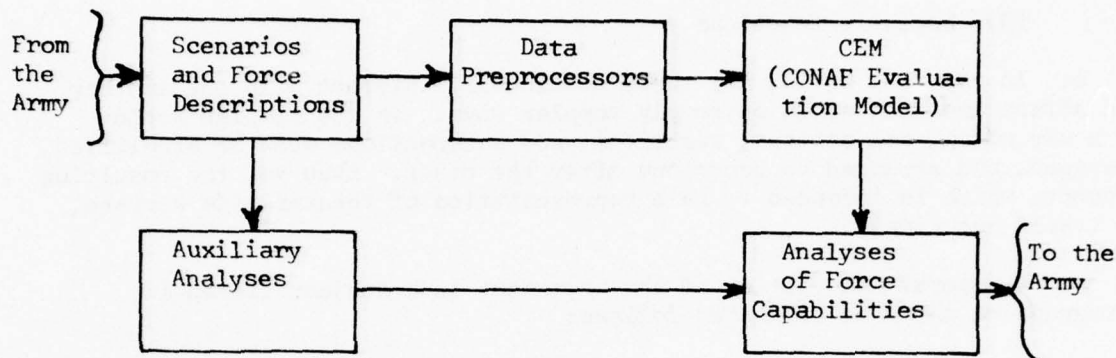 From
the
Army
Scenarios
and Force
Descriptions
Data
Preprocessors
CEM
(CONAF Evalua-
tion Model)
Auxiliary
Analyses
Analyses
of Force
Capabilities
To the
Army